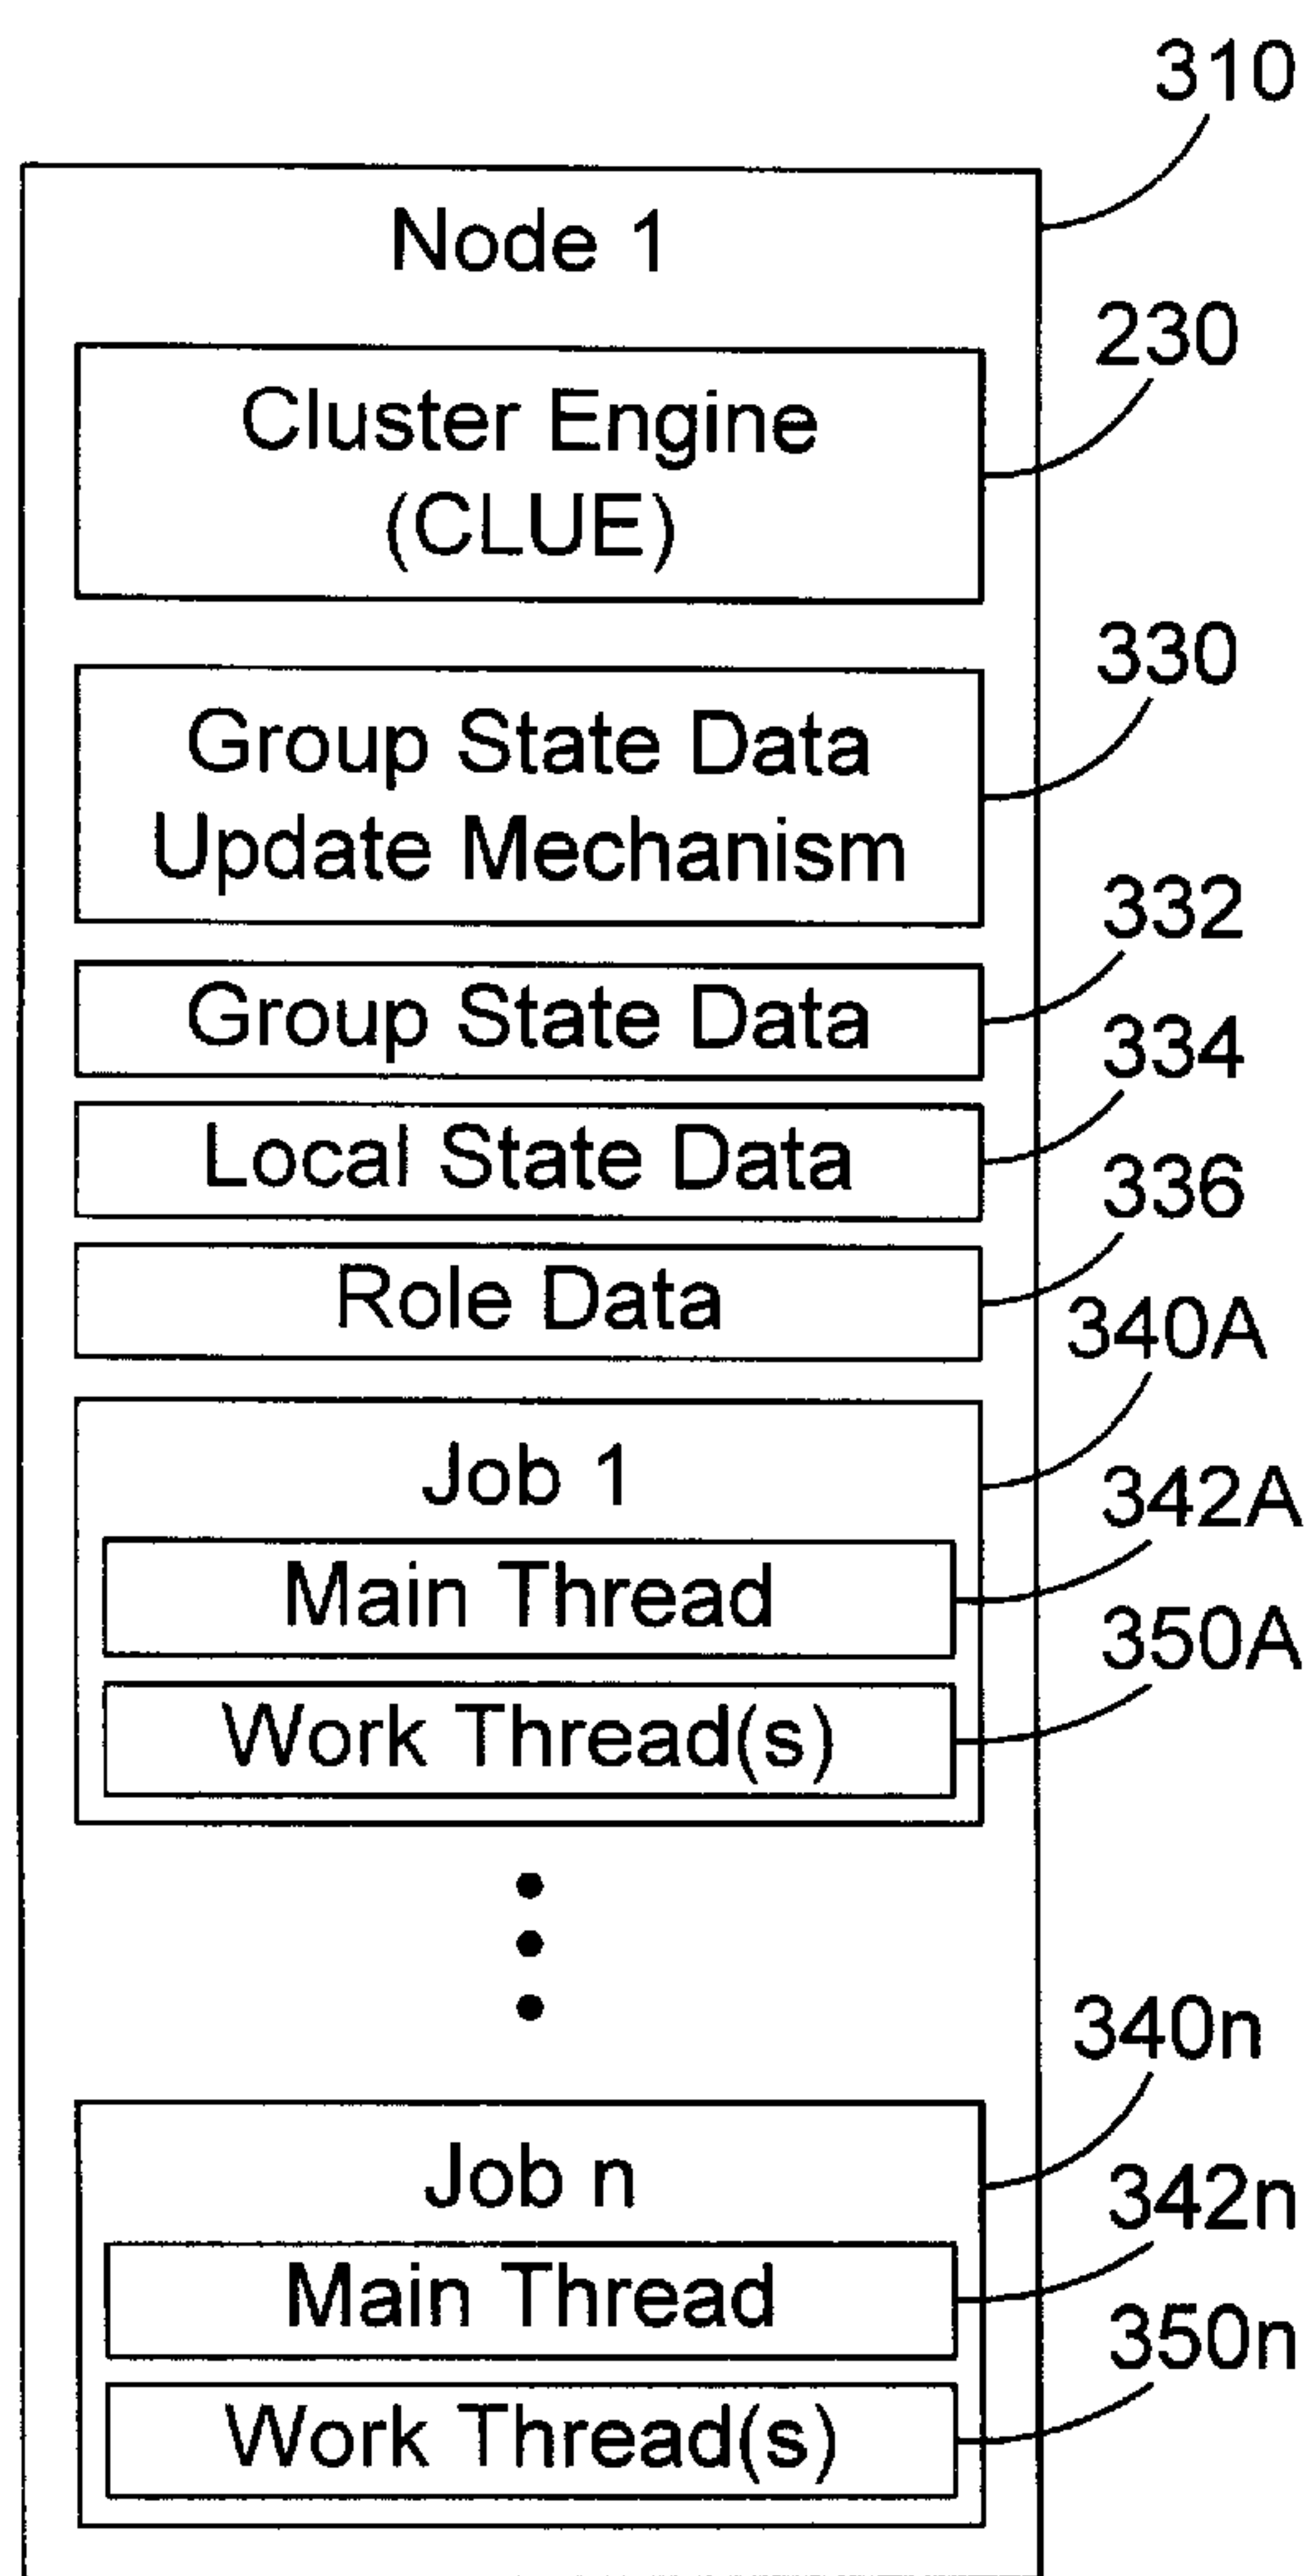 310
Node 1
230
Cluster Engine
(CLUE)
330
Group State Data
Update Mechanism
332
Group State Data
334
Local State Data
336
Role Data
340A
Job 1
342A
Main Thread
350A
Work Thread(s)
340n
Job n
342n
Main Thread
350n
Work Thread(s)